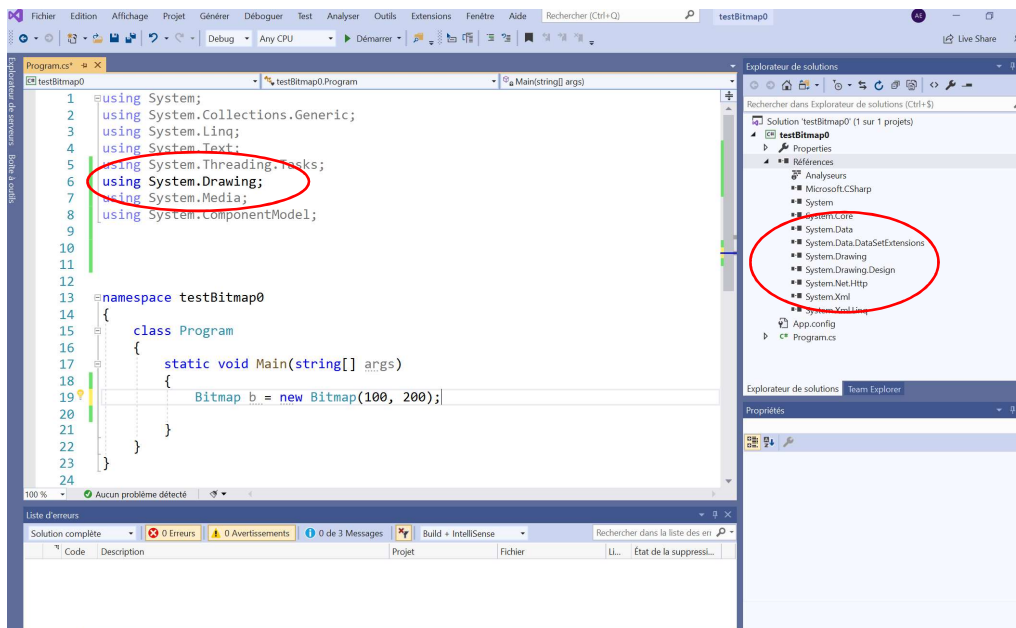 Fichier Edition Affichage Projet Générer Déboguer Test Analyser Outils Extensions Fenêtre Aide Rechercher (Ctrl+Q) testBitmap0 AE
Debug Any CPU Démarrer Live Share
Explorateur de serveurs
Boîte à outils
Program.cs*
testBitmap0 testBitmap0.Program Main(string[] args)
1 using System;
2 using System.Collections.Generic;
3 using System.Linq;
4 using System.Text;
5 using System.Threading.Tasks;
6 using System.Drawing;
7 using System.Media;
8 using System.ComponentModel;
9
10
11
12
13 namespace testBitmap0
14 {
15 class Program
16 {
17 static void Main(string[] args)
18 {
19 Bitmap b = new Bitmap(100, 200);
20
21 }
22 }
23 }
24
100 % Aucun problème détecté
Explorateur de solutions
Rechercher dans Explorateur de solutions (Ctrl+$)
Solution 'testBitmap0' (1 sur 1 projets)
C# testBitmap0
Properties
Références
Analyseurs
Microsoft.CSharp
System
System.Core
System.Data
System.Data.DataSetExtensions
System.Drawing
System.Drawing.Design
System.Net.Http
System.Xml
System.Xml.Linq
App.config
C# Program.cs
Explorateur de solutions Team Explorer
Propriétés
Liste d'erreurs
Solution complète 0 Erreurs 0 Avertissements 0 de 3 Messages Build + IntelliSense Rechercher dans la liste des err
Code Description Projet Fichier Li... État de la suppressi...